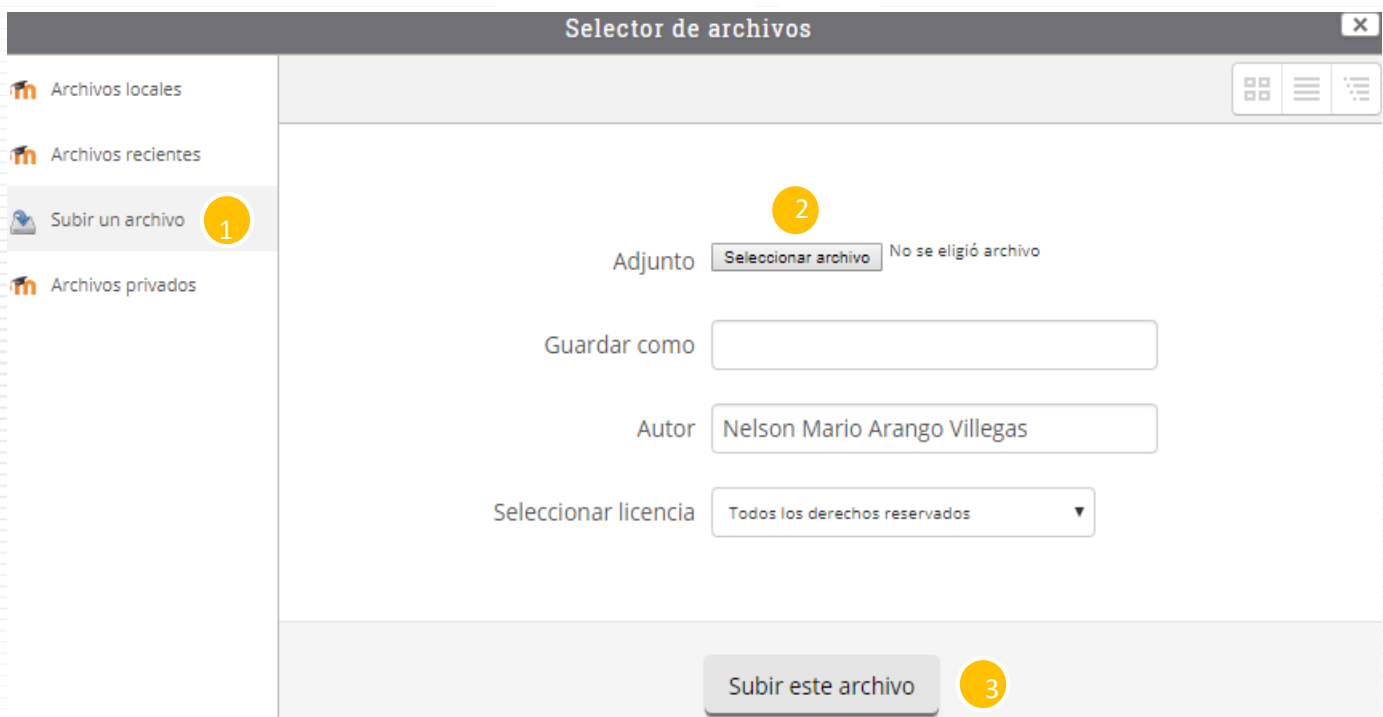 Selector de archivos
Archivos locales
Archivos recientes
Subir un archivo 1
Archivos privados
2
Adjunto Seleccionar archivo No se eligió archivo
Guardar como
Autor Nelson Mario Arango Villegas
Seleccionar licencia Todos los derechos reservados
Subir este archivo 3